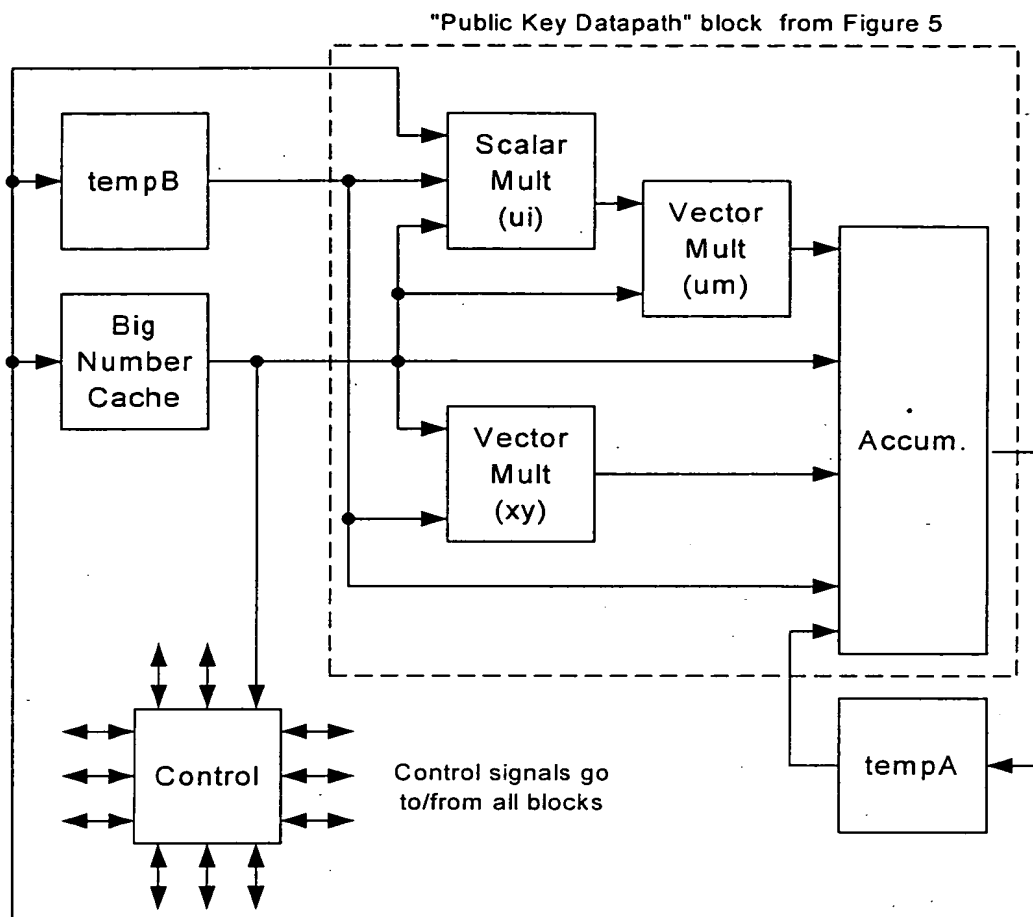 "Public Key Datapath" block from Figure 5
tempB
Scalar
Mult
(ui)
Vector
Mult
(um)
Big
Number
Cache
Vector
Mult
(xy)
Accum.
Control
Control signals go
to/from all blocks
tempA